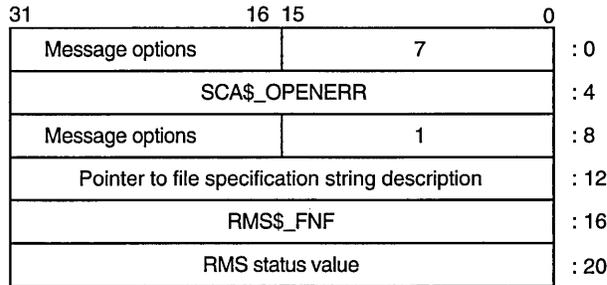 31 16 15 0
Message options 7 :0
SCA$_OPENERR :4
Message options 1 :8
Pointer to file specification string description :12
RMS$_FNF :16
RMS status value :20